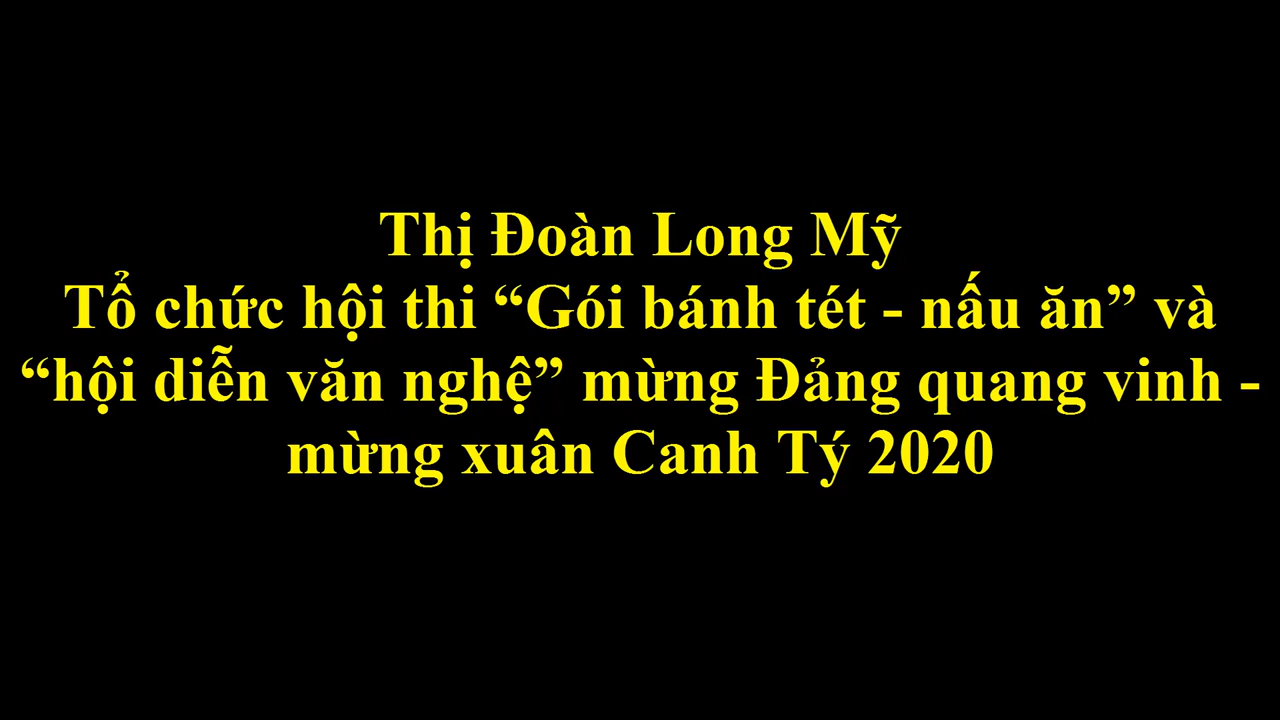 Thị Đoàn Long Mỹ
Tổ chức hội thi “Gói bánh tét - nấu ăn” và
“hội diễn văn nghệ” mừng Đảng quang vinh -
mừng xuân Canh Tý 2020